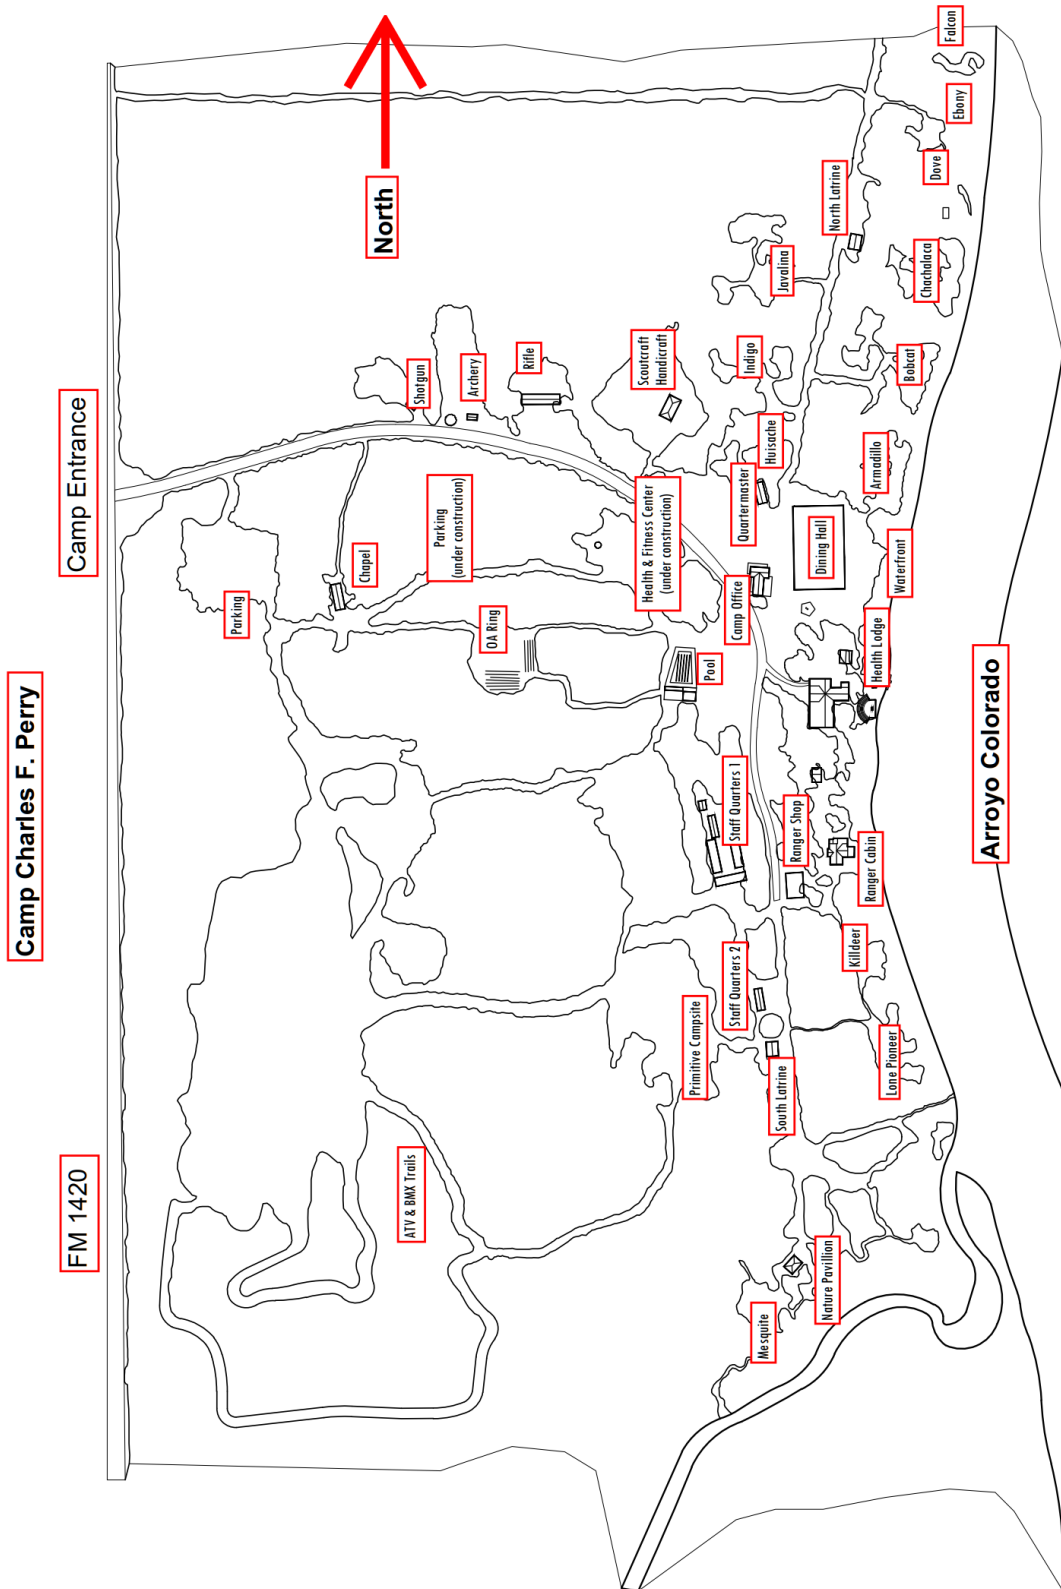 Camp Charles F. Perry
FM 1420
Camp Entrance
North
Parking
Chapel
Shotgun
Archery
Rifle
Parking
(under construction)
OA Ring
ATV & BMX Trails
Scoutcraft
Handicraft
Health & Fitness Center
(under construction)
Pool
Primitive Campsite
Staff Quarters 1
Staff Quarters 2
Camp Office
Quartermaster
Huisache
Indigo
Javalina
North Latrine
Mesquite
South Latrine
Nature Pavillion
Ranger Shop
Dining Hall
Killdeer
Ranger Cabin
Health Lodge
Waterfront
Armadillo
Bobcat
Chachalaca
Dove
Ebony
Falcon
Lone Pioneer
Arroyo Colorado